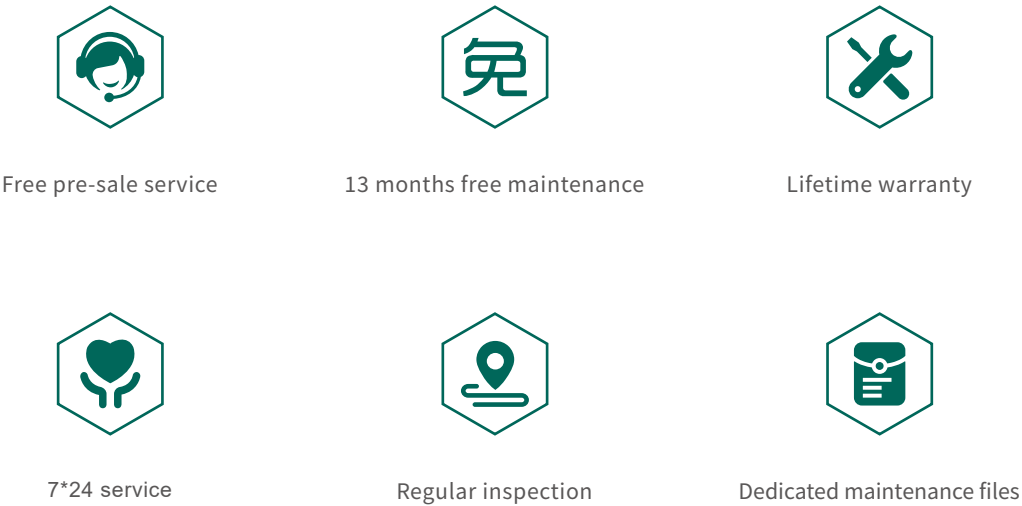 免
Free pre-sale service
13 months free maintenance
Lifetime warranty
7*24 service
Regular inspection
Dedicated maintenance files